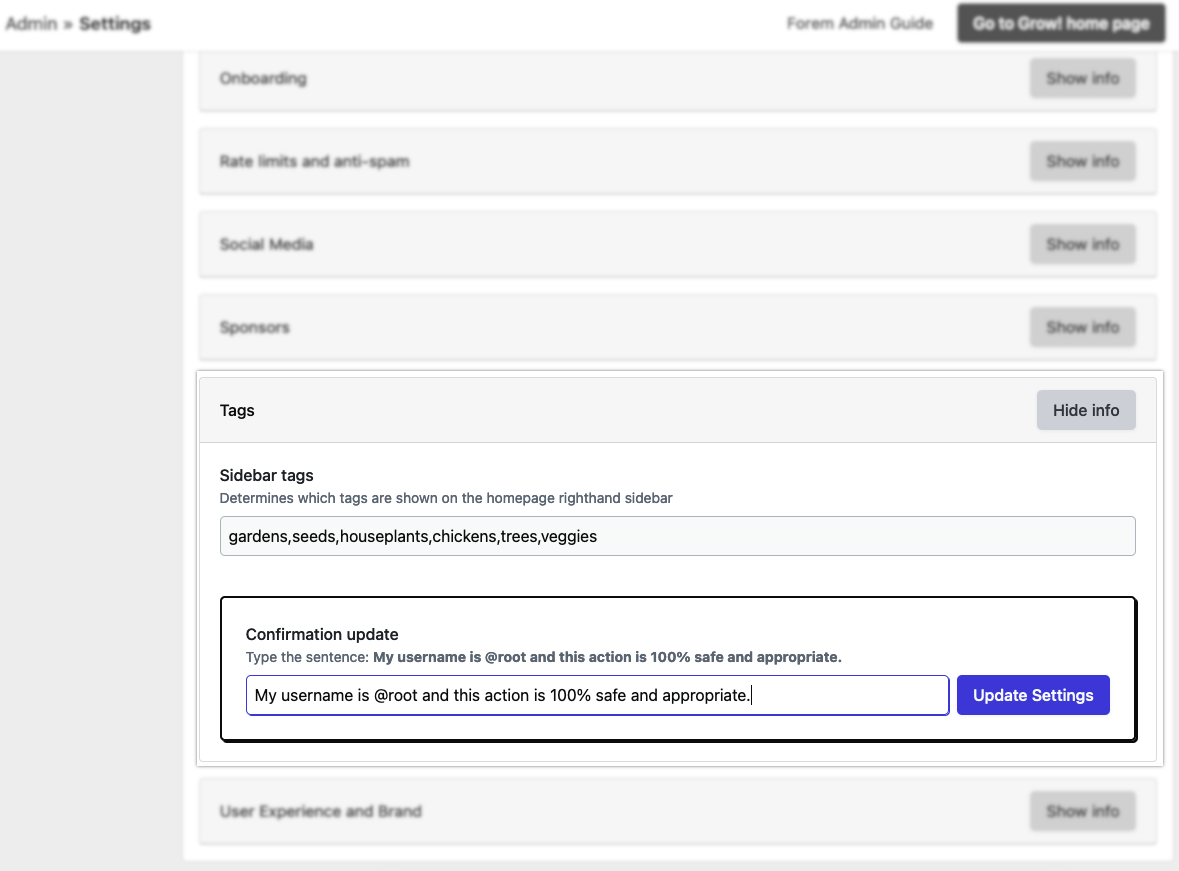 Admin » Settings
Forem Admin Guide
Go to Grow! home page
Onboarding
Show info
Rate limits and anti-spam
Show info
Social Media
Show info
Sponsors
Show info
Tags
Hide info
Sidebar tags
Determines which tags are shown on the homepage righthand sidebar
gardens,seeds,houseplants,chickens,trees,veggies
Confirmation update
Type the sentence: My username is @root and this action is 100% safe and appropriate.
My username is @root and this action is 100% safe and appropriate.
Update Settings
User Experience and Brand
Show info